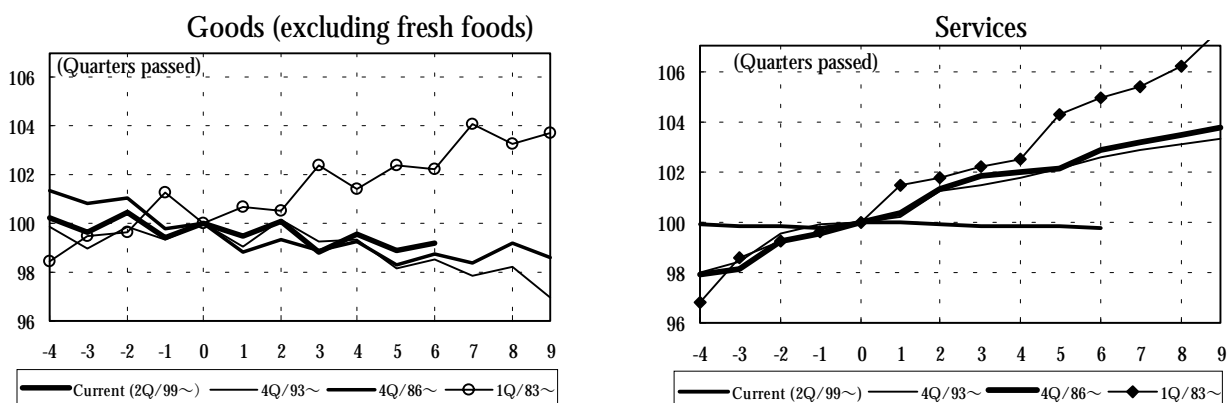 Goods (excluding fresh foods)
(Quarters passed)
106
104
102
100
98
96
-4 -3 -2 -1 0 1 2 3 4 5 6 7 8 9
Current (2Q/99～) 4Q/93～ 4Q/86～ 1Q/83～
Services
(Quarters passed)
106
104
102
100
98
96
-4 -3 -2 -1 0 1 2 3 4 5 6 7 8 9
Current (2Q/99～) 4Q/93～ 4Q/86～ 1Q/83～